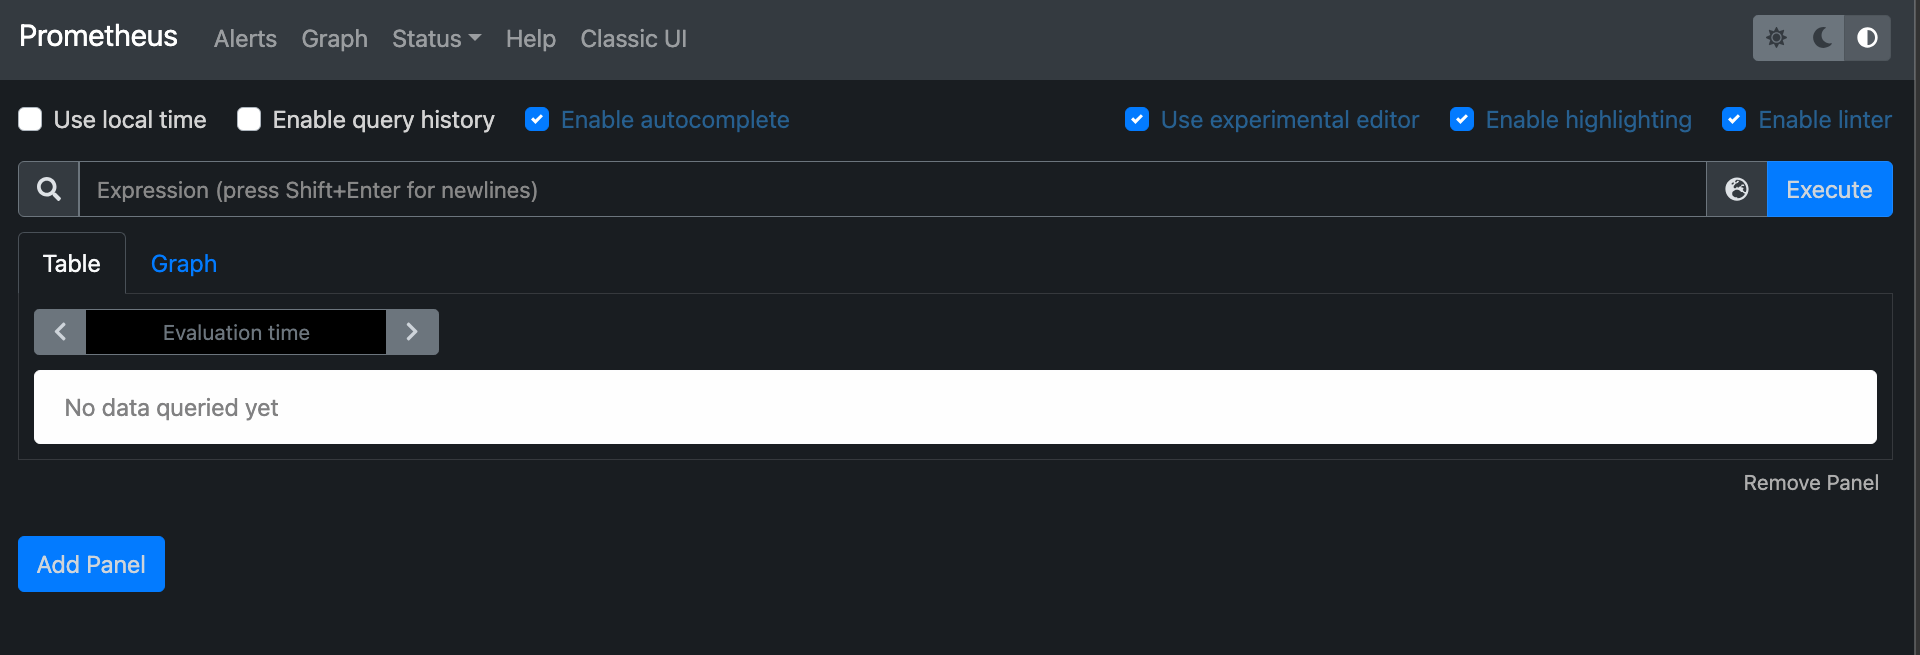 Prometheus Alerts Graph Status Help Classic UI
Use local time Enable query history Enable autocomplete Use experimental editor Enable highlighting Enable linter
Expression (press Shift+Enter for newlines) Execute
Table Graph
Evaluation time
No data queried yet
Remove Panel
Add Panel